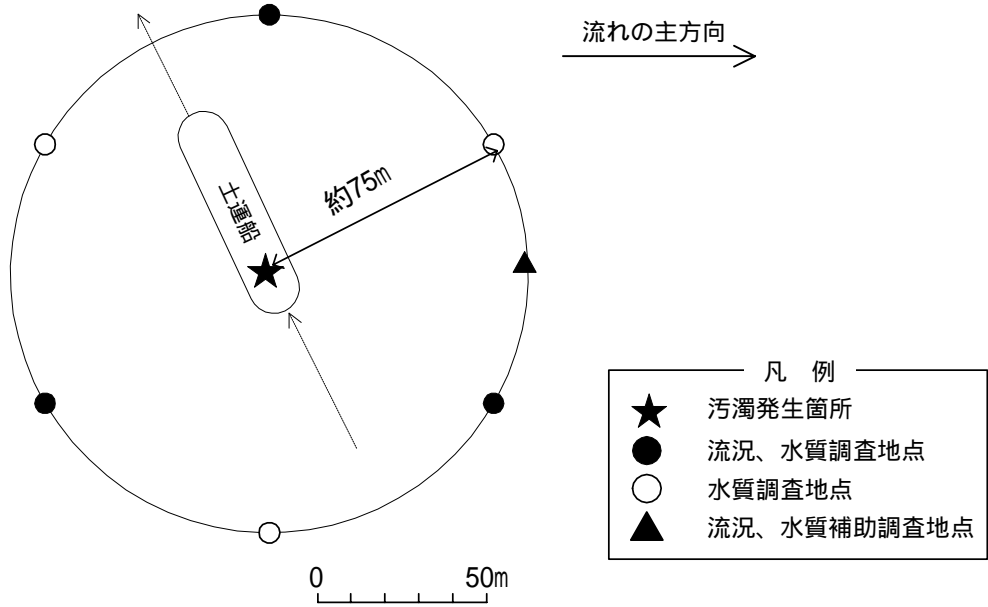 流れの主方向
約75m
土運船
凡 例
汚濁発生箇所
流況、水質調査地点
水質調査地点
流況、水質補助調査地点
0 50m